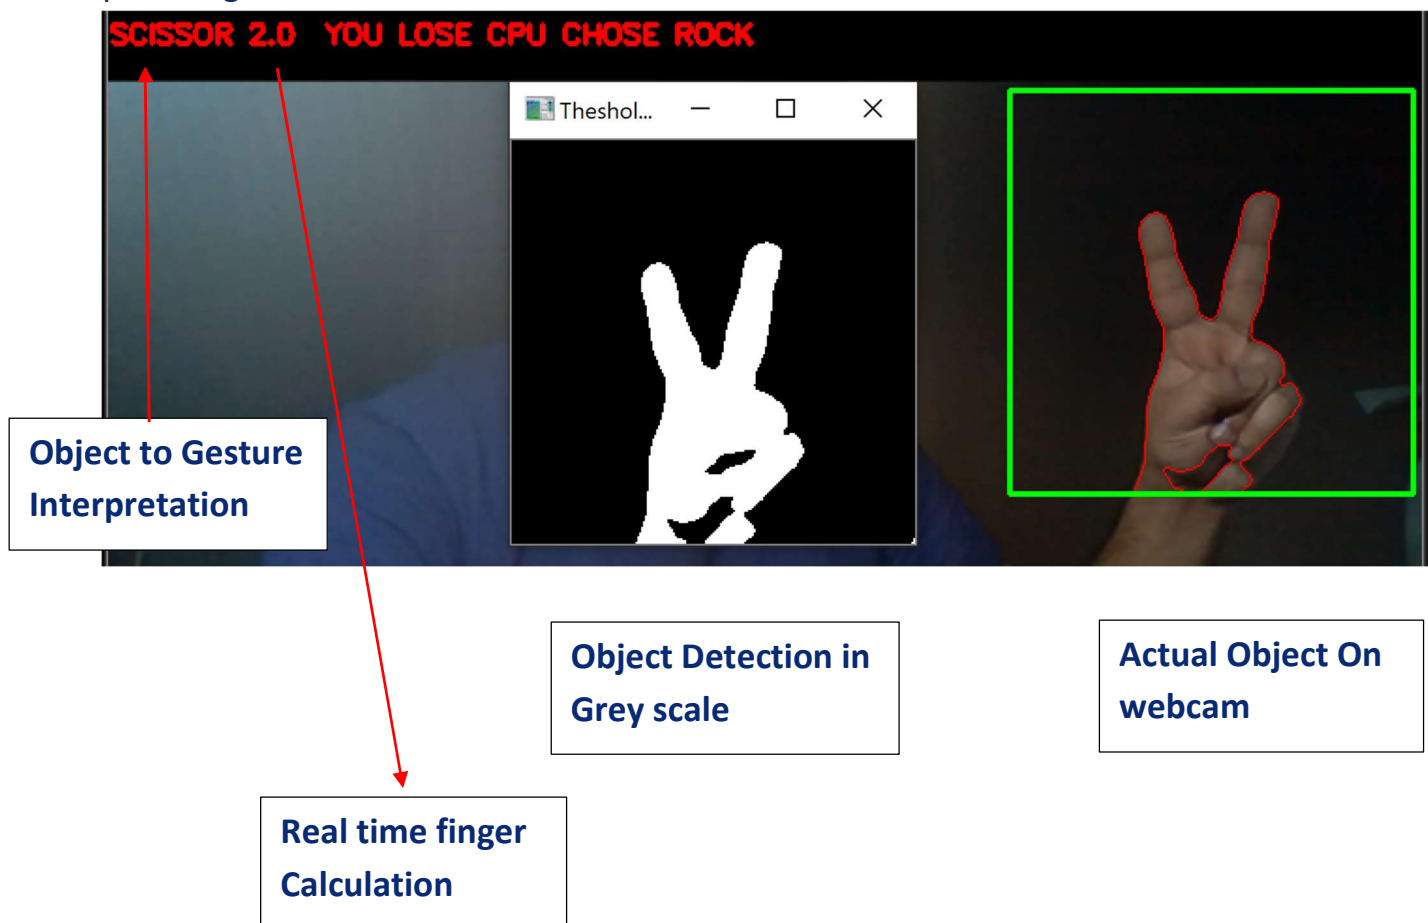 SCISSOR 2.0 YOU LOSE CPU CHOSE ROCK
Theshol...
Object to Gesture
Interpretation
Object Detection in
Grey scale
Actual Object On
webcam
Real time finger
Calculation